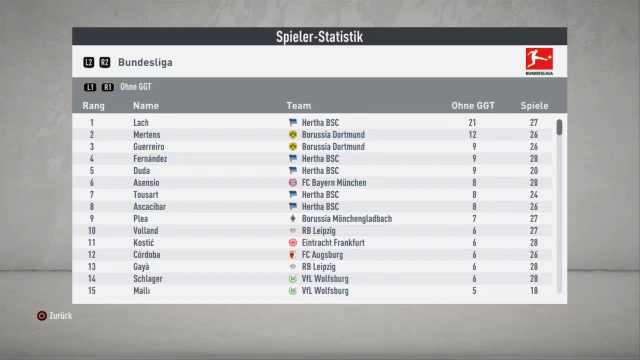 Spieler-Statistik
L2 R2 Bundesliga
BUNDESLIGA
L1 R1 Ohne GGT
Rang Name Team Ohne GGT Spiele
1 Lach Hertha BSC 21 27
2 Mertens Borussia Dortmund 12 26
3 Guerreiro Borussia Dortmund 9 26
4 Fernández Hertha BSC 9 28
5 Duda Hertha BSC 9 20
6 Asensio FC Bayern München 8 28
7 Tousart Hertha BSC 8 24
8 Ascacibar Hertha BSC 8 26
9 Plea Borussia Mönchengladbach 7 27
10 Volland RB Leipzig 6 27
11 Kostić Eintracht Frankfurt 6 28
12 Córdoba FC Augsburg 6 26
13 Gayà RB Leipzig 6 28
14 Schlager VfL Wolfsburg 6 28
15 Mallı VfL Wolfsburg 5 18
Zurück